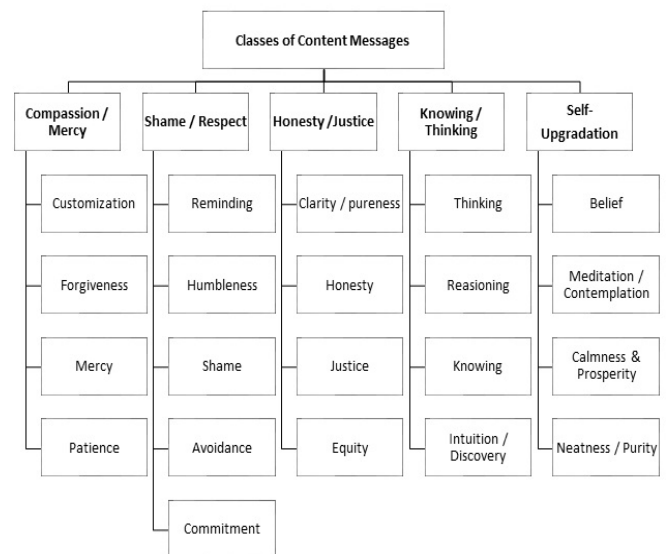 Classes of Content Messages
Compassion /
Mercy
Shame / Respect
Honesty /Justice
Knowing /
Thinking
Self-
Upgradation
Customization
Reminding
Clarity / pureness
Thinking
Belief
Forgiveness
Humbleness
Honesty
Reasioning
Meditation /
Contemplation
Mercy
Shame
Justice
Knowing
Calmness &
Prosperity
Patience
Avoidance
Equity
Intuition /
Discovery
Neatness / Purity
Commitment